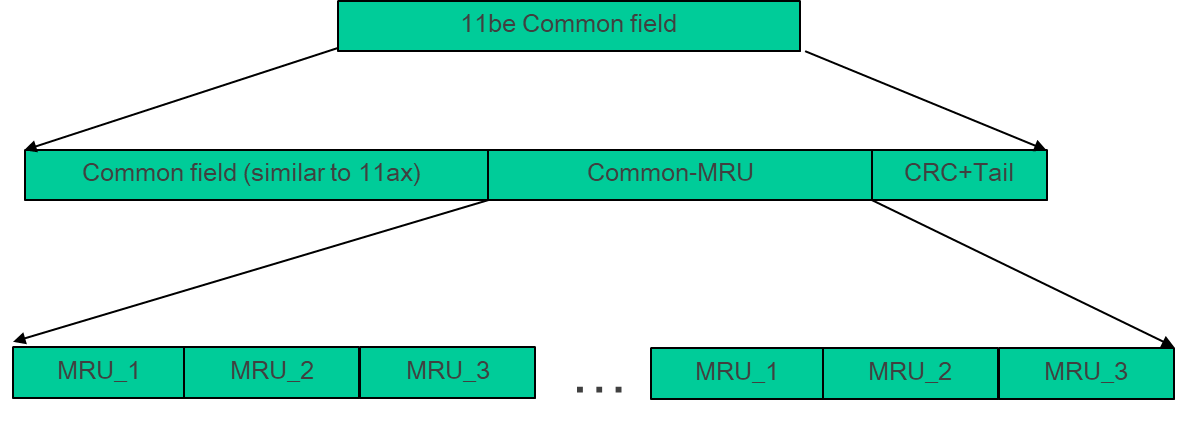 11be Common field
Common field (similar to 11ax)
Common-MRU
CRC+Tail
MRU_1
MRU_2
MRU_3
...
MRU_1
MRU_2
MRU_3